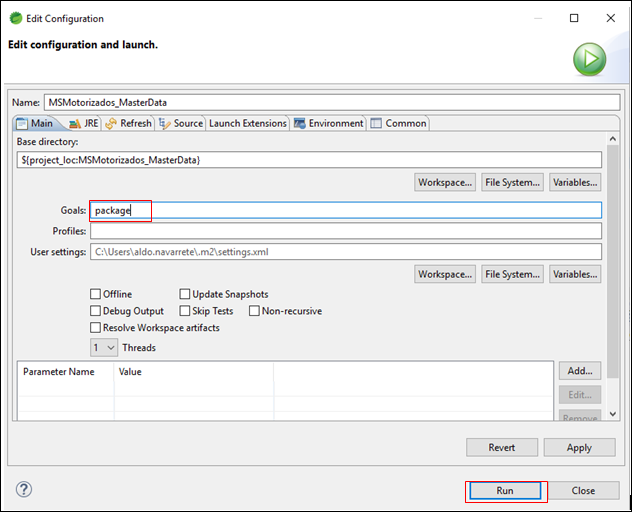 Edit Configuration
Edit configuration and launch.
Name: MSMotorizados_MasterData
Main JRE Refresh Source Launch Extensions Environment Common
Base directory:
${project_loc:MSMotorizados_MasterData}
Workspace... File System... Variables...
Goals: package
Profiles:
User settings: C:\Users\aldo.navarrete\.m2\settings.xml
Workspace... File System... Variables...
Offline Update Snapshots
Debug Output Skip Tests Non-recursive
Resolve Workspace artifacts
1 Threads
Parameter Name Value Add...
Edit...
Remove
Revert Apply
? Run Close